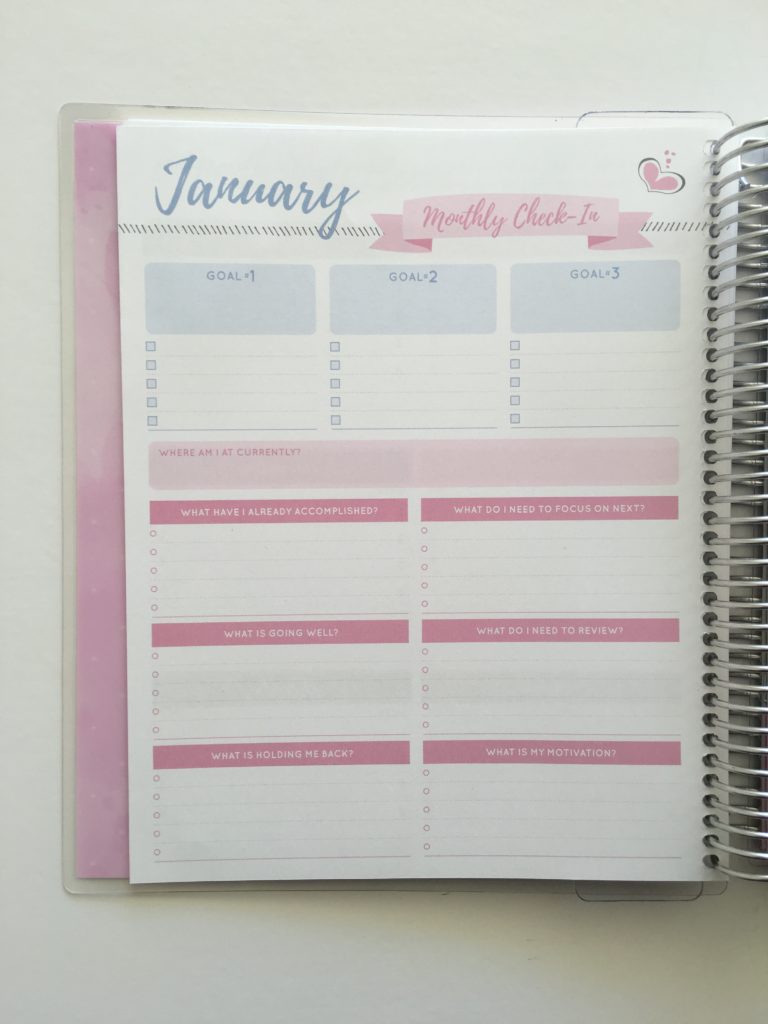 January
Monthly Check-In
GOAL #1 GOAL #2 GOAL #3
WHERE AM I AT CURRENTLY?
WHAT HAVE I ALREADY ACCOMPLISHED? WHAT DO I NEED TO FOCUS ON NEXT?
WHAT IS GOING WELL? WHAT DO I NEED TO REVIEW?
WHAT IS HOLDING ME BACK? WHAT IS MY MOTIVATION?